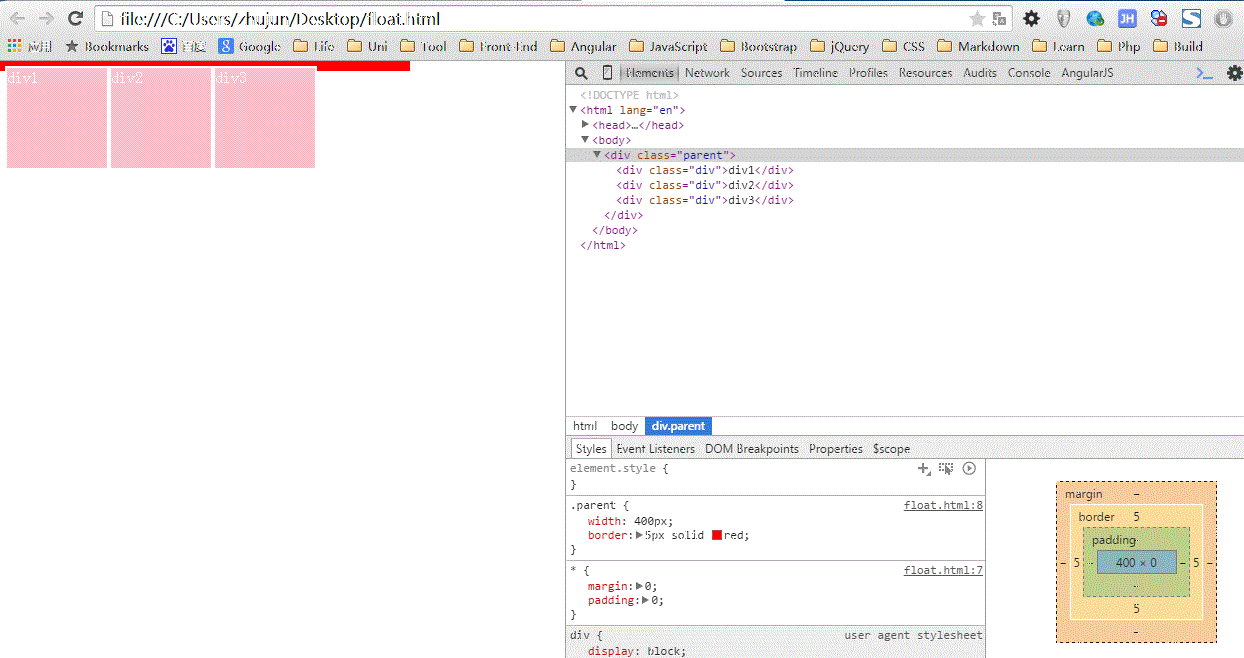 file:///C:/Users/zhujun/Desktop/float.html
JH
S
应用 Bookmarks 百度 Google Life Uni Tool Front-End Angular JavaScript Bootstrap jQuery CSS Markdown Learn Php Build
div1 div2 div3
Elements Network Sources Timeline Profiles Resources Audits Console AngularJS
<!DOCTYPE html>
<html lang="en">
<head>…</head>
<body>
<div class="parent">
<div class="div">div1</div>
<div class="div">div2</div>
<div class="div">div3</div>
</div>
</body>
</html>
html body div.parent
Styles Event Listeners DOM Breakpoints Properties $scope
element.style {
}
.parent { float.html:8
width: 400px;
border: 5px solid red;
}
* { float.html:7
margin: 0;
padding: 0;
}
div { user agent stylesheet
display: block;
margin -
border 5
padding -
- 5 - 400 × 0 - 5 -
-
5
-